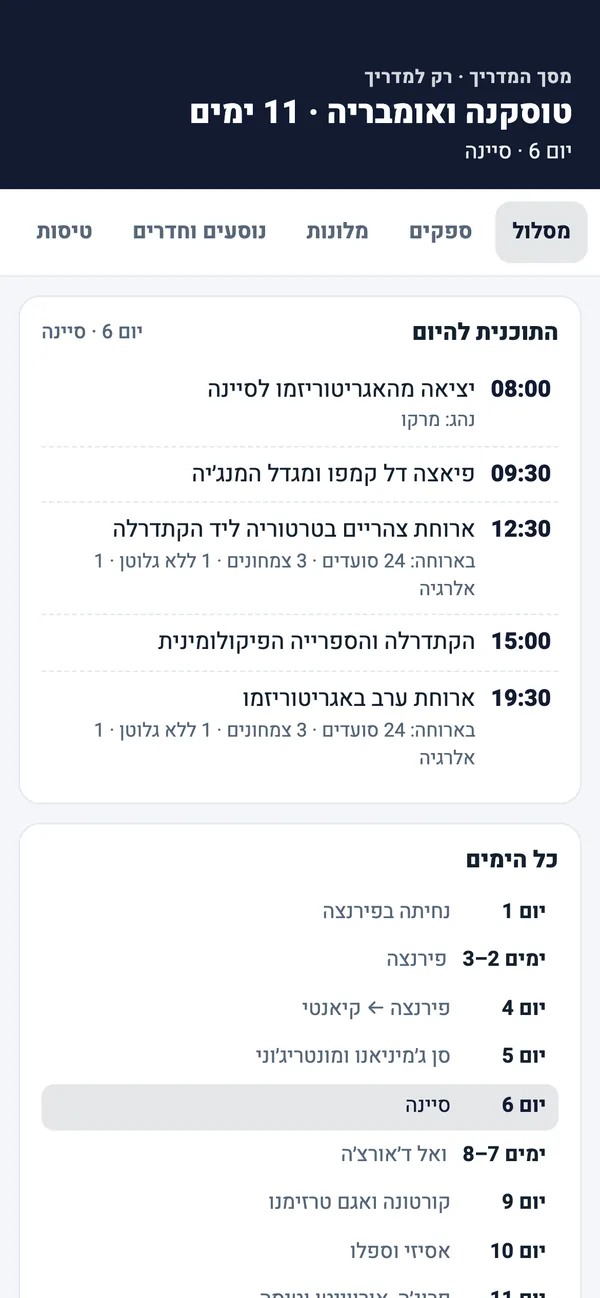 מסך המדריך · רק למדריך
טוסקנה ואומבריה · 11 ימים
יום 6 · סיינה
מסלול ספקים מלונות נוסעים וחדרים טיסות
התוכנית להיום יום 6 · סיינה
08:00 יציאה מהאגריטוריזמו לסיינה
נהג: מרקו
09:30 פיאצה דל קמפו ומגדל המנג׳יה
12:30 ארוחת צהריים בטרטוריה ליד הקתדרלה
בארוחה: 24 סועדים · 3 צמחונים · 1 ללא גלוטן · 1
אלרגיה
15:00 הקתדרלה והספרייה הפיקולומינית
19:30 ארוחת ערב באגריטוריזמו
בארוחה: 24 סועדים · 3 צמחונים · 1 ללא גלוטן · 1
אלרגיה
כל הימים
יום 1 נחיתה בפירנצה
ימים 2–3 פירנצה
יום 4 פירנצה ← קיאנטי
יום 5 סן ג׳מיניאנו ומונטריג׳וני
יום 6 סיינה
ימים 7–8 ואל ד׳אורצ׳ה
יום 9 קורטונה ואגם טרזימנו
יום 10 אסיזי וספלו
יום 11